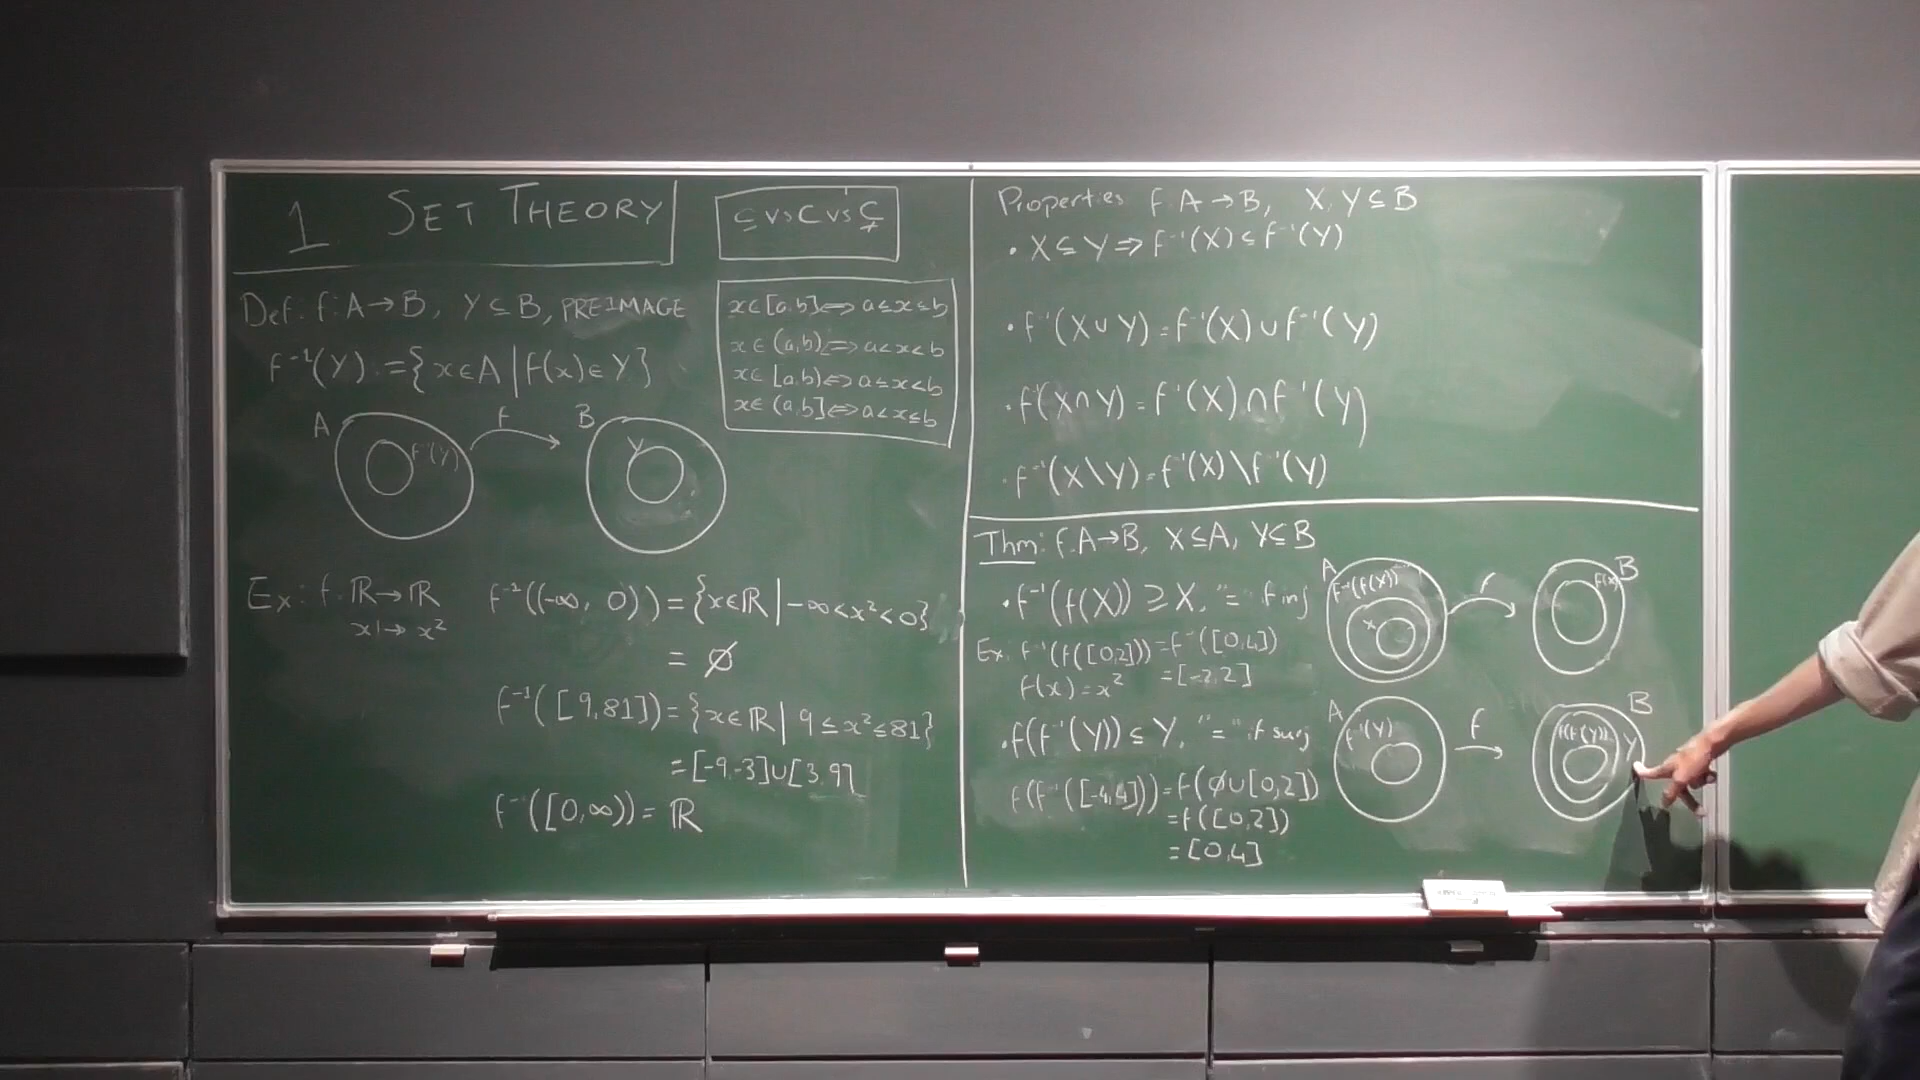 1. SET THEORY
⊆ vs ⊂ vs ⊊
Def: f: A→B, Y⊆B, PREIMAGE
f⁻¹(Y) = {x∈A | f(x)∈Y}
A f B
f⁻¹(Y) Y
x∈[a,b]⟺ a≤x≤b
x∈(a,b)⟺ a<x<b
x∈[a,b)⟺ a≤x<b
x∈(a,b]⟺ a<x≤b
Ex: f: ℝ→ℝ
x↦x²
f⁻¹((-∞, 0)) = {x∈ℝ | -∞<x²<0}
= ∅
f⁻¹([9,81]) = {x∈ℝ | 9≤x²≤81}
= [-9,-3]∪[3,9]
f⁻¹([0,∞)) = ℝ
Properties: f: A→B, X, Y⊆B
• X⊆Y ⇒ f⁻¹(X)⊆f⁻¹(Y)
• f⁻¹(X∪Y) = f⁻¹(X)∪f⁻¹(Y)
• f⁻¹(X∩Y) = f⁻¹(X)∩f⁻¹(Y)
• f⁻¹(X\Y) = f⁻¹(X)\f⁻¹(Y)
Thm: f: A→B, X⊆A, Y⊆B
• f⁻¹(f(X)) ⊇ X, "=" if inj
Ex: f⁻¹(f([0,2])) = f⁻¹([0,4])
f(x) = x² = [-2,2]
• f(f⁻¹(Y)) ⊆ Y, "=" if surj
f(f⁻¹([-4,4])) = f(∅∪[0,2])
= f([0,2])
= [0,4]
A f B
f⁻¹(f(X)) f(X)
X
A f B
f⁻¹(Y) f(f⁻¹(Y)) Y